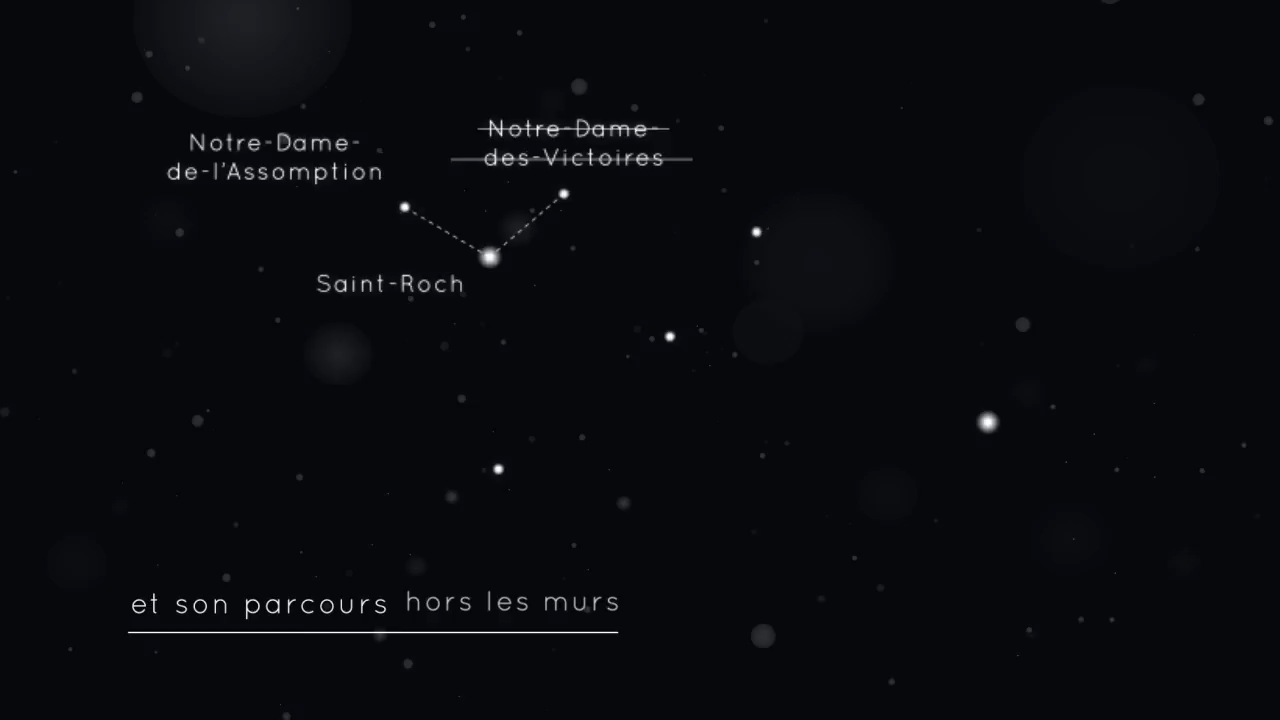 Notre-Dame-
de-l'Assomption
Notre-Dame-
des-Victoires
Saint-Roch
et son parcours hors les murs